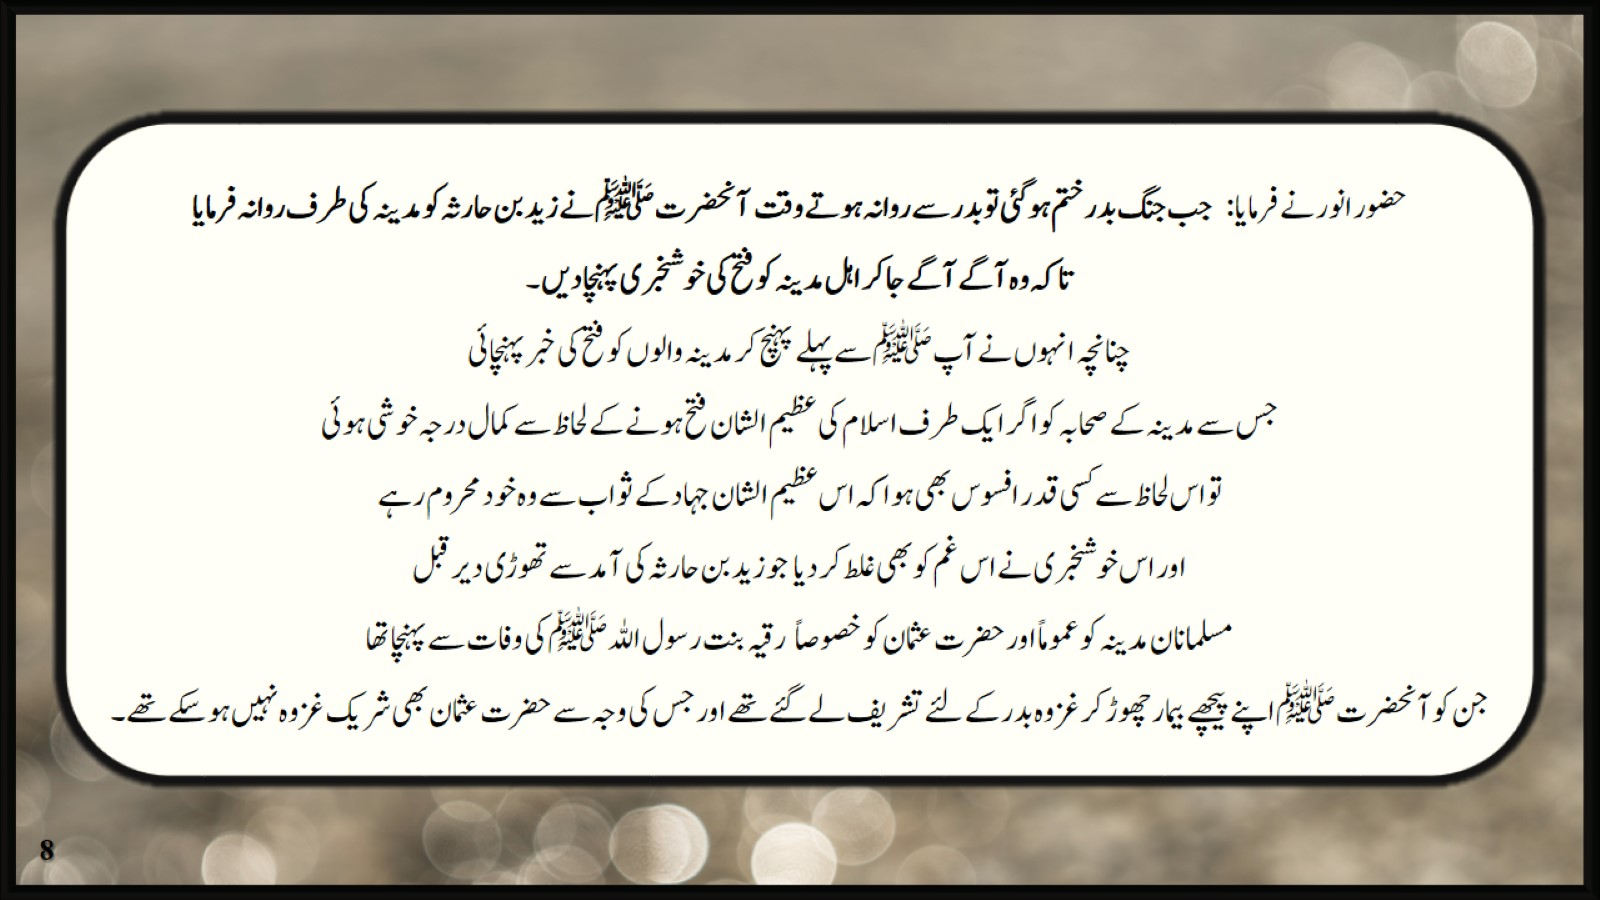 حضور انور نے فرمایا: جب جنگ بدر ختم ہوگئی تو بدر سے روانہ ہوتے وقت آنحضرت ﷺ نے زید بن حارثہ کو مدینہ کی طرف روانہ فرمایا
تا کہ وہ آگے آگے جا کر اہل مدینہ کو فتح کی خوشخبری پہنچا دیں۔
چنانچہ انہوں نے آپ ﷺ سے پہلے پہنچ کر مدینہ والوں کو فتح کی خبر پہنچائی
جس سے مدینہ کے صحابہ کو اگر ایک طرف اسلام کی عظیم الشان فتح ہونے کے لحاظ سے کمال درجہ خوشی ہوئی
تو اس لحاظ سے کسی قدر افسوس بھی ہوا کہ اس عظیم الشان جہاد کے ثواب سے وہ خود محروم رہے
اور اس خوشخبری نے اس غم کو بھی غلط کر دیا جو زید بن حارثہ کی آمد سے تھوڑی دیر قبل
مسلمانان مدینہ کو عموماً اور حضرت عثمان کو خصوصاً رقیہ بنت رسول اللہ ﷺ کی وفات سے پہنچا تھا
جن کو آنحضرت ﷺ اپنے پیچھے بیمار چھوڑ کر غزوہ بدر کے لئے تشریف لے گئے تھے اور جس کی وجہ سے حضرت عثمان بھی شریک غزوہ نہیں ہو سکے تھے۔
8